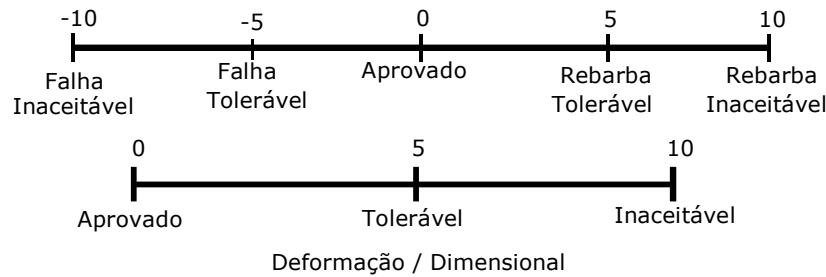 -10 -5 0 5 10
Falha Inaceitável
Falha Tolerável
Aprovado
Rebarba Tolerável
Rebarba Inaceitável
0 5 10
Aprovado Tolerável Inaceitável
Deformação / Dimensional